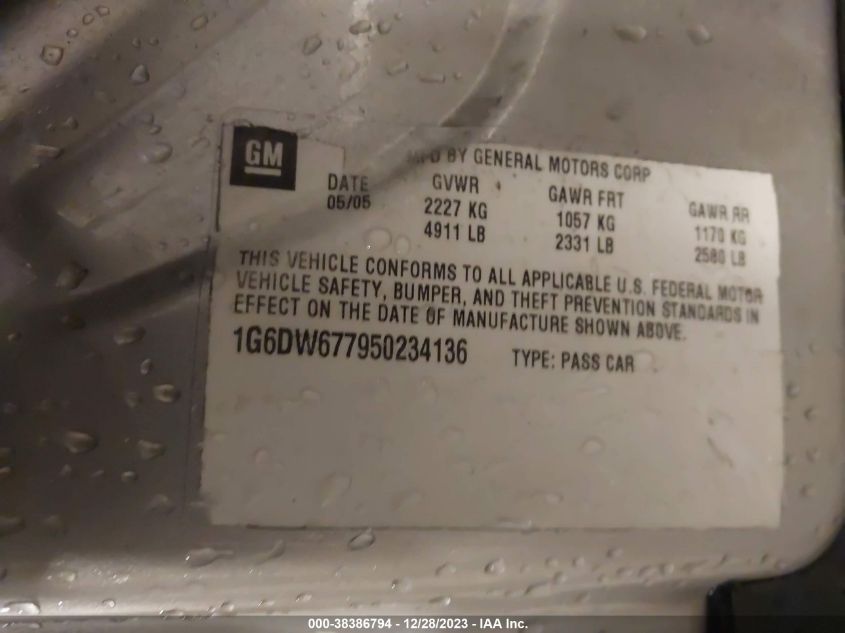 GM
MFD BY GENERAL MOTORS CORP
DATE GVWR GAWR FRT GAWR RR
05/05 2227 KG 1057 KG 1170 KG
4911 LB 2331 LB 2580 LB
THIS VEHICLE CONFORMS TO ALL APPLICABLE U.S. FEDERAL MOTOR
VEHICLE SAFETY, BUMPER, AND THEFT PREVENTION STANDARDS IN
EFFECT ON THE DATE OF MANUFACTURE SHOWN ABOVE.
1G6DW677950234136 TYPE: PASS CAR
000-38386794 - 12/28/2023 - IAA Inc.